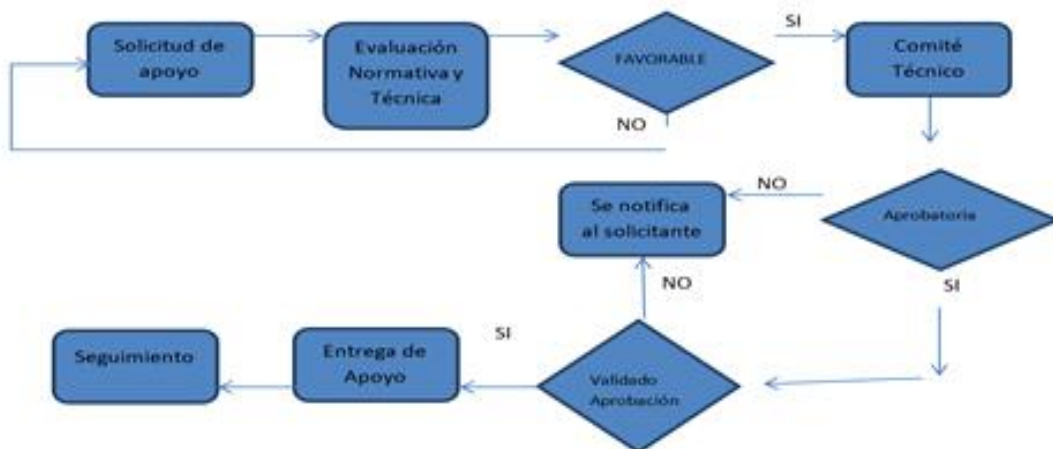 Solicitud de
apoyo
Evaluación
Normativa y
Técnica
FAVORABLE
SI
Comité
Técnico
NO
Se notifica
al solicitante
NO
Aprobatoria
NO
SI
Seguimiento
Entrega de
Apoyo
SI
Validado
Aprobación